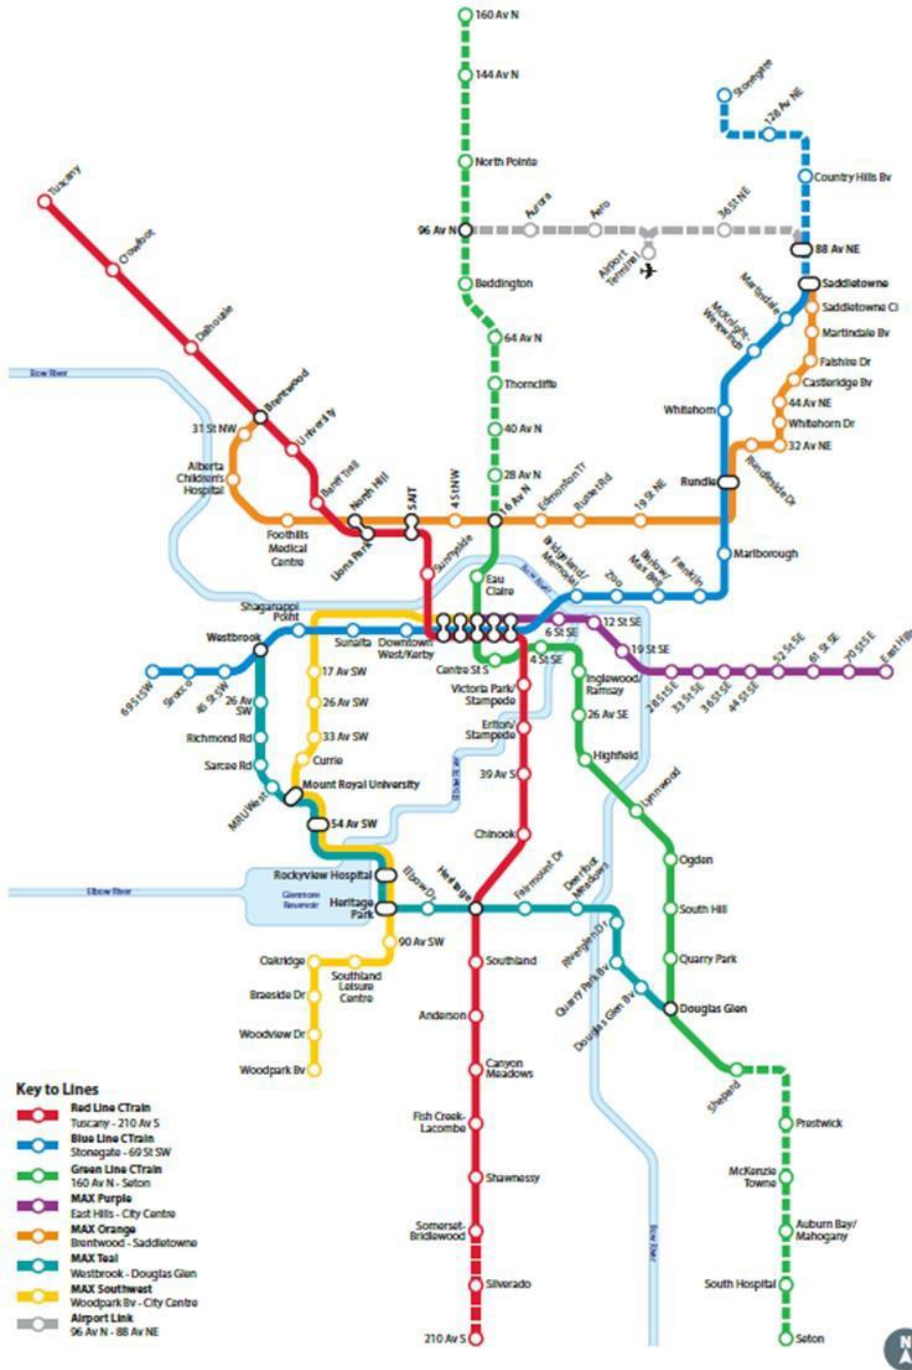 160 Av N
144 Av N
North Pointe
96 Av N
Beddington
64 Av N
Thorncliffe
40 Av N
28 Av N
16 Av N
Eau
Claire
Centre St S
4 St SE
Inglewood/
Ramsay
26 Av SE
Highfield
Lynnwood
Ogden
South Hill
Quarry Park
Douglas Glen
Shepard
Prestwick
McKenzie
Towne
Auburn Bay/
Mahogany
South Hospital
Seton
Aurora
Aero
Airport
Terminal
36 St NE
Stonegate
128 Av NE
Country Hills Bv
88 Av NE
Saddletowne
Martindale
McKnight-
Westwinds
Whitehorn
Rundle
Marlborough
Franklin
Barlow/
Max Bell
Zoo
Bridgeland/
Memorial
Downtown
West/Kerby
Sunalta
Shaganappi
Point
Westbrook
45 St SW
Sirocco
69 St SW
Saddletowne Ci
Martindale Bv
Falshire Dr
Castleridge Bv
44 Av NE
Whitehorn Dr
32 Av NE
Rundleside Dr
19 St NE
Russet Rd
Edmonton Tr
4 St NW
SAIT
North Hill
Foothills
Medical
Centre
Alberta
Children's
Hospital
31 St NW
Tuscany
Crowfoot
Dalhousie
Brentwood
University
Banff Trail
Lions Park
Sunnyside
Victoria Park/
Stampede
Erlton/
Stampede
39 Av S
Chinook
Heritage
Southland
Anderson
Canyon
Meadows
Fish Creek-
Lacombe
Shawnessy
Somerset-
Bridlewood
Silverado
210 Av S
6 St SE
12 St SE
19 St SE
28 St SE
33 St SE
36 St SE
44 St SE
52 St SE
61 St SE
70 St SE
East Hills
17 Av SW
26 Av SW
33 Av SW
Currie
Mount Royal University
54 Av SW
Rockyview Hospital
Heritage
Park
90 Av SW
Southland
Leisure
Centre
Oakridge
Braeside Dr
Woodview Dr
Woodpark Bv
26 Av
SW
Richmond Rd
Sarcee Rd
MRU West
Elbow Dr
Fairmount Dr
Deerfoot
Meadows
Riverglen Dr
Quarry Park Bv
Douglas Glen Bv
Bow River
Bow River
Elbow River
Elbow River
Glenmore
Reservoir
Bow River
Key to Lines
Red Line CTrain
Tuscany - 210 Av S
Blue Line CTrain
Stonegate - 69 St SW
Green Line CTrain
160 Av N - Seton
MAX Purple
East Hills - City Centre
MAX Orange
Brentwood - Saddletowne
MAX Teal
Westbrook - Douglas Glen
MAX Southwest
Woodpark Bv - City Centre
Airport Link
96 Av N - 88 Av NE
N